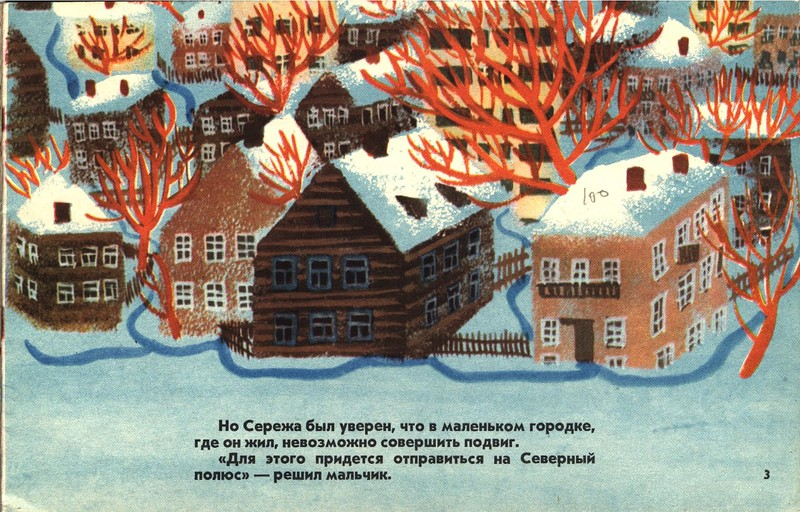 100
Но Сережа был уверен, что в маленьком городке,
где он жил, невозможно совершить подвиг.
«Для этого придется отправиться на Северный
полюс» — решил мальчик.
3